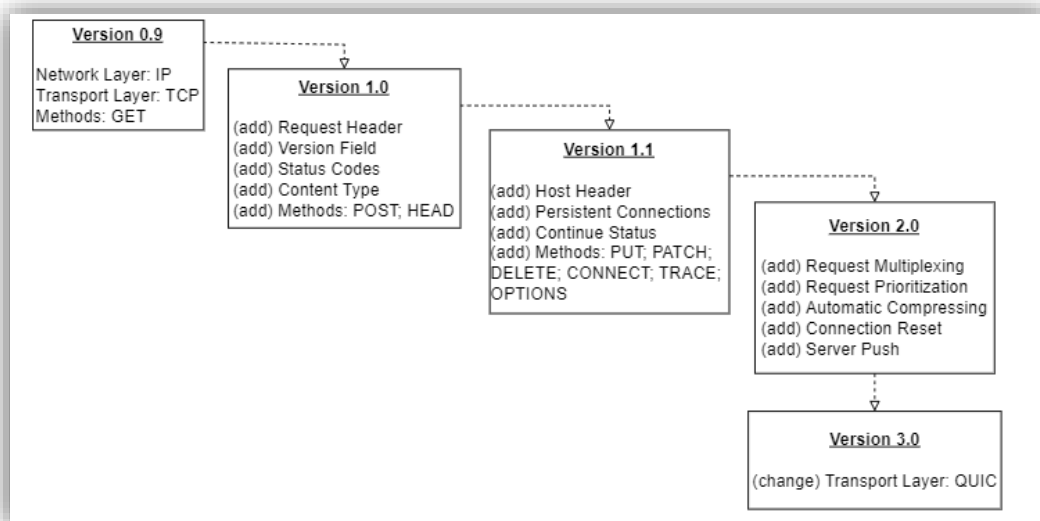 Version 0.9
Network Layer: IP
Transport Layer: TCP
Methods: GET
Version 1.0
(add) Request Header
(add) Version Field
(add) Status Codes
(add) Content Type
(add) Methods: POST; HEAD
Version 1.1
(add) Host Header
(add) Persistent Connections
(add) Continue Status
(add) Methods: PUT; PATCH;
DELETE; CONNECT; TRACE;
OPTIONS
Version 2.0
(add) Request Multiplexing
(add) Request Prioritization
(add) Automatic Compressing
(add) Connection Reset
(add) Server Push
Version 3.0
(change) Transport Layer: QUIC